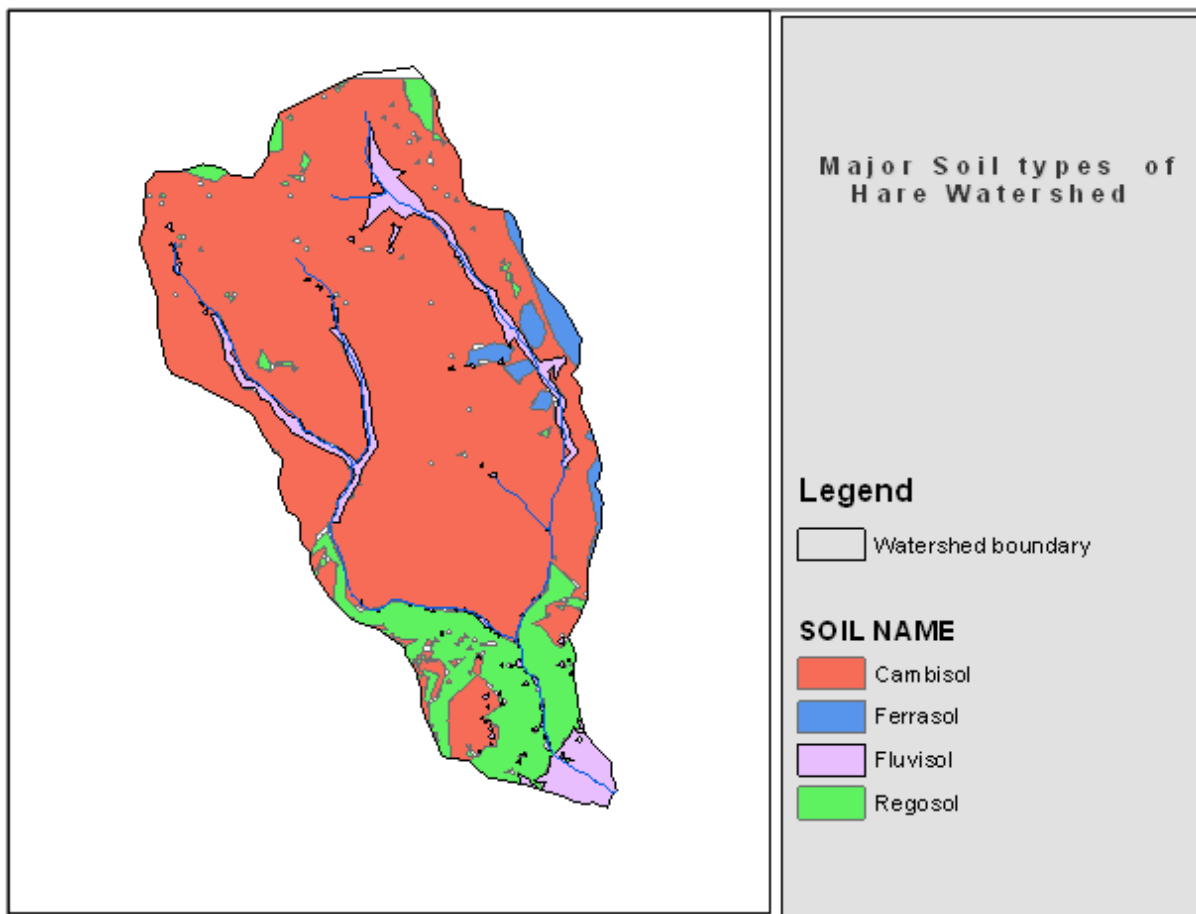 Major Soil types of
Hare Watershed
Legend
Watershed boundary
SOIL NAME
Cambisol
Ferrasol
Fluvisol
Regosol